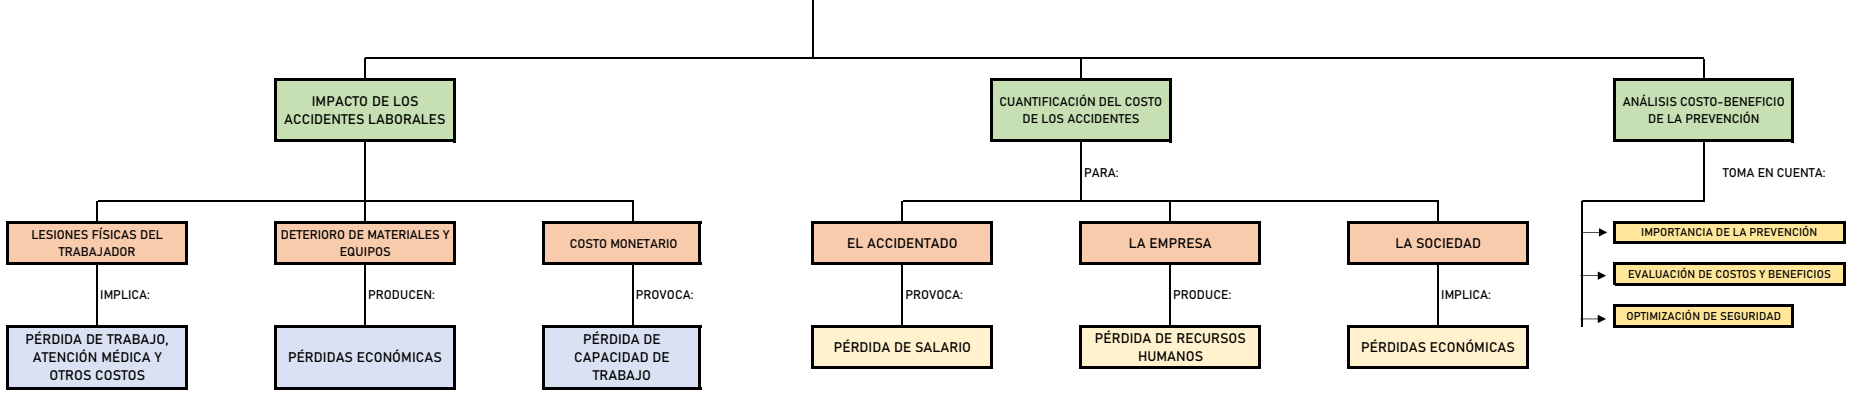 IMPACTO DE LOS
ACCIDENTES LABORALES
CUANTIFICACIÓN DEL COSTO
DE LOS ACCIDENTES
ANÁLISIS COSTO-BENEFICIO
DE LA PREVENCIÓN
PARA:
TOMA EN CUENTA:
LESIONES FÍSICAS DEL
TRABAJADOR
DETERIORO DE MATERIALES Y
EQUIPOS
COSTO MONETARIO
EL ACCIDENTADO
LA EMPRESA
LA SOCIEDAD
IMPORTANCIA DE LA PREVENCIÓN
EVALUACIÓN DE COSTOS Y BENEFICIOS
OPTIMIZACIÓN DE SEGURIDAD
IMPLICA:
PRODUCEN:
PROVOCA:
PROVOCA:
PRODUCE:
IMPLICA:
PÉRDIDA DE TRABAJO,
ATENCIÓN MÉDICA Y
OTROS COSTOS
PÉRDIDAS ECONÓMICAS
PÉRDIDA DE
CAPACIDAD DE
TRABAJO
PÉRDIDA DE SALARIO
PÉRDIDA DE RECURSOS
HUMANOS
PÉRDIDAS ECONÓMICAS